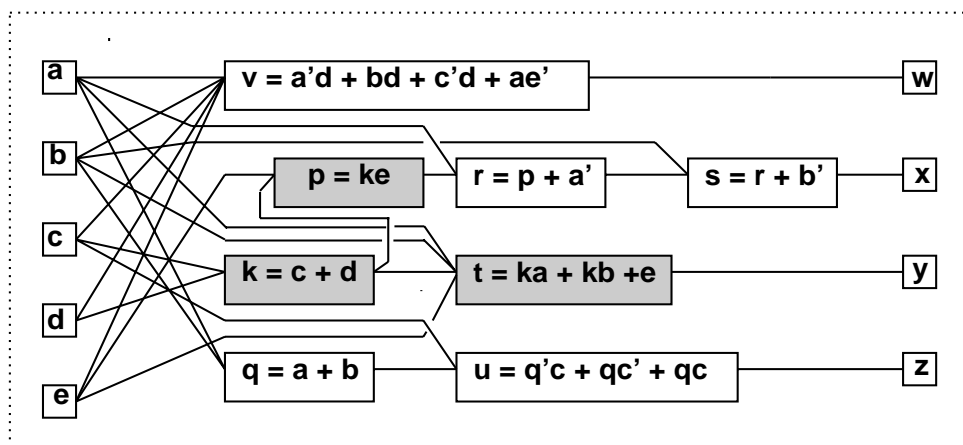 a
v = a'd + bd + c'd + ae'
w
b
p = ke
r = p + a'
s = r + b'
x
c
k = c + d
t = ka + kb +e
y
d
e
q = a + b
u = q'c + qc' + qc
z